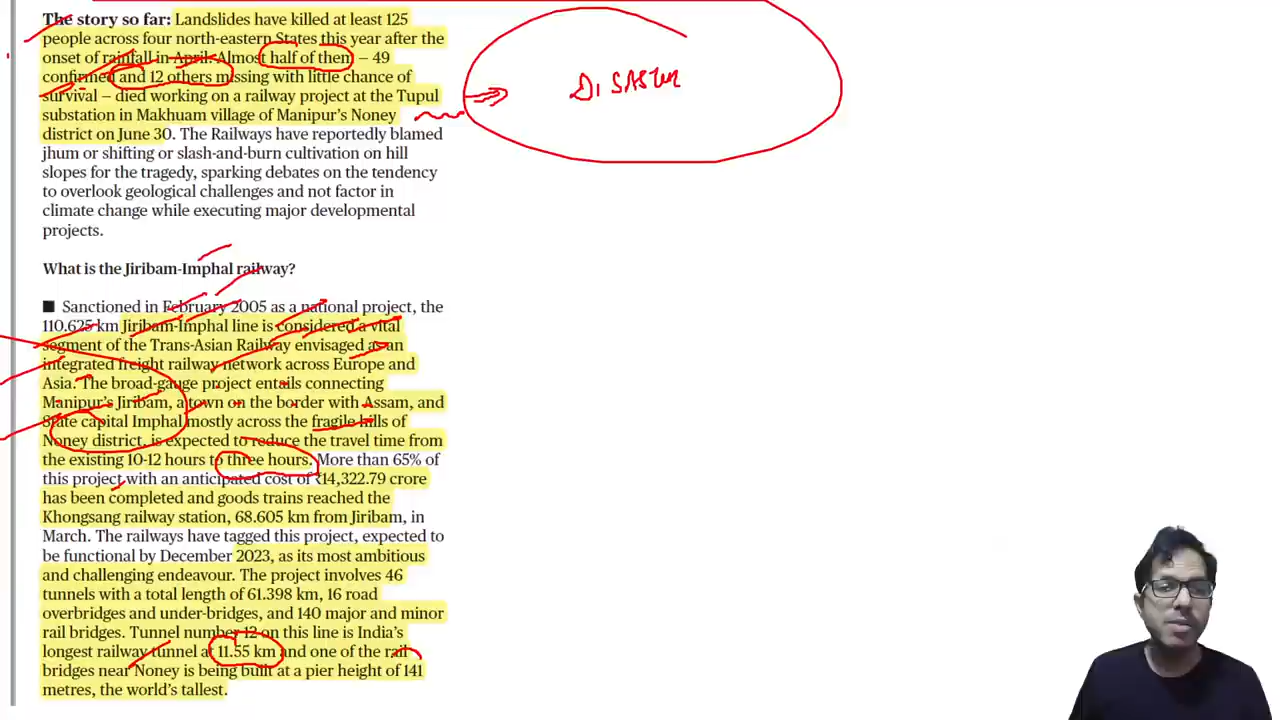 The story so far: Landslides have killed at least 125
people across four north-eastern States this year after the
onset of rainfall in April. Almost half of them – 49
confirmed and 12 others missing with little chance of
survival – died working on a railway project at the Tupul
substation in Makhuam village of Manipur's Noney
district on June 30. The Railways have reportedly blamed
jhum or shifting or slash-and-burn cultivation on hill
slopes for the tragedy, sparking debates on the tendency
to overlook geological challenges and not factor in
climate change while executing major developmental
projects.
DISASTER
What is the Jiribam-Imphal railway?
■ Sanctioned in February 2005 as a national project, the
110.625 km Jiribam-Imphal line is considered a vital
segment of the Trans-Asian Railway envisaged as an
integrated freight railway network across Europe and
Asia. The broad-gauge project entails connecting
Manipur's Jiribam, a town on the border with Assam, and
State capital Imphal mostly across the fragile hills of
Noney district, is expected to reduce the travel time from
the existing 10-12 hours to three hours. More than 65% of
this project with an anticipated cost of ₹14,322.79 crore
has been completed and goods trains reached the
Khongsang railway station, 68.605 km from Jiribam, in
March. The railways have tagged this project, expected to
be functional by December 2023, as its most ambitious
and challenging endeavour. The project involves 46
tunnels with a total length of 61.398 km, 16 road
overbridges and under-bridges, and 140 major and minor
rail bridges. Tunnel number 12 on this line is India's
longest railway tunnel at 11.55 km and one of the rail
bridges near Noney is being built at a pier height of 141
metres, the world's tallest.